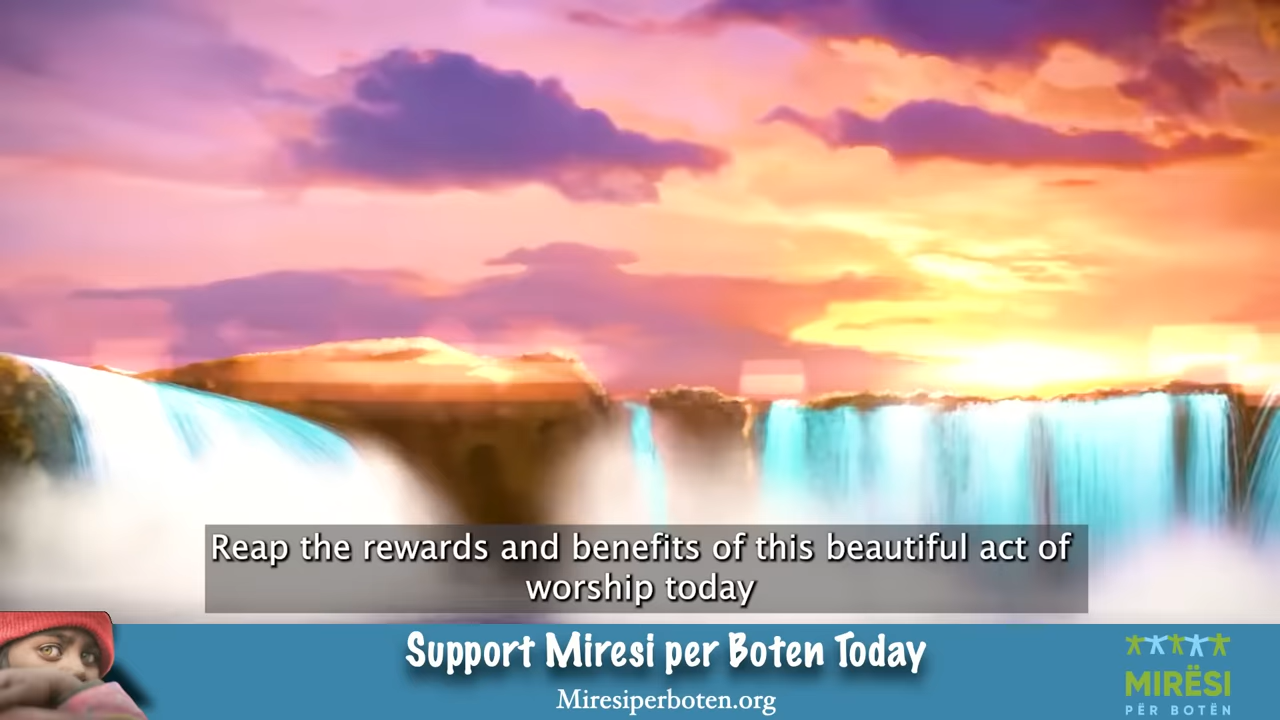 Reap the rewards and benefits of this beautiful act of
worship today
Support Miresi per Boten Today
Miresiperboten.org
MIRËSI
PËR BOTËN